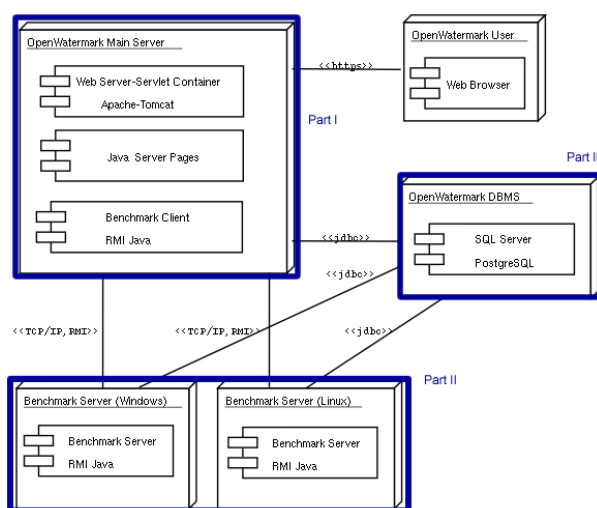 OpenWatermark Main Server
Web Server-Servlet Container
Apache-Tomcat
Java Server Pages
Benchmark Client
RMI Java
Part I
<<https>>
OpenWatermark User
Web Browser
Part II
OpenWatermark DBMS
SQL Server
PostgreSQL
<<jdbc>>
<<jdbc>>
<<jdbc>>
<<TCP/IP,RMI>>
<<TCP/IP,RMI>>
Part II
Benchmark Server (Windows)
Benchmark Server
RMI Java
Benchmark Server (Linux)
Benchmark Server
RMI Java